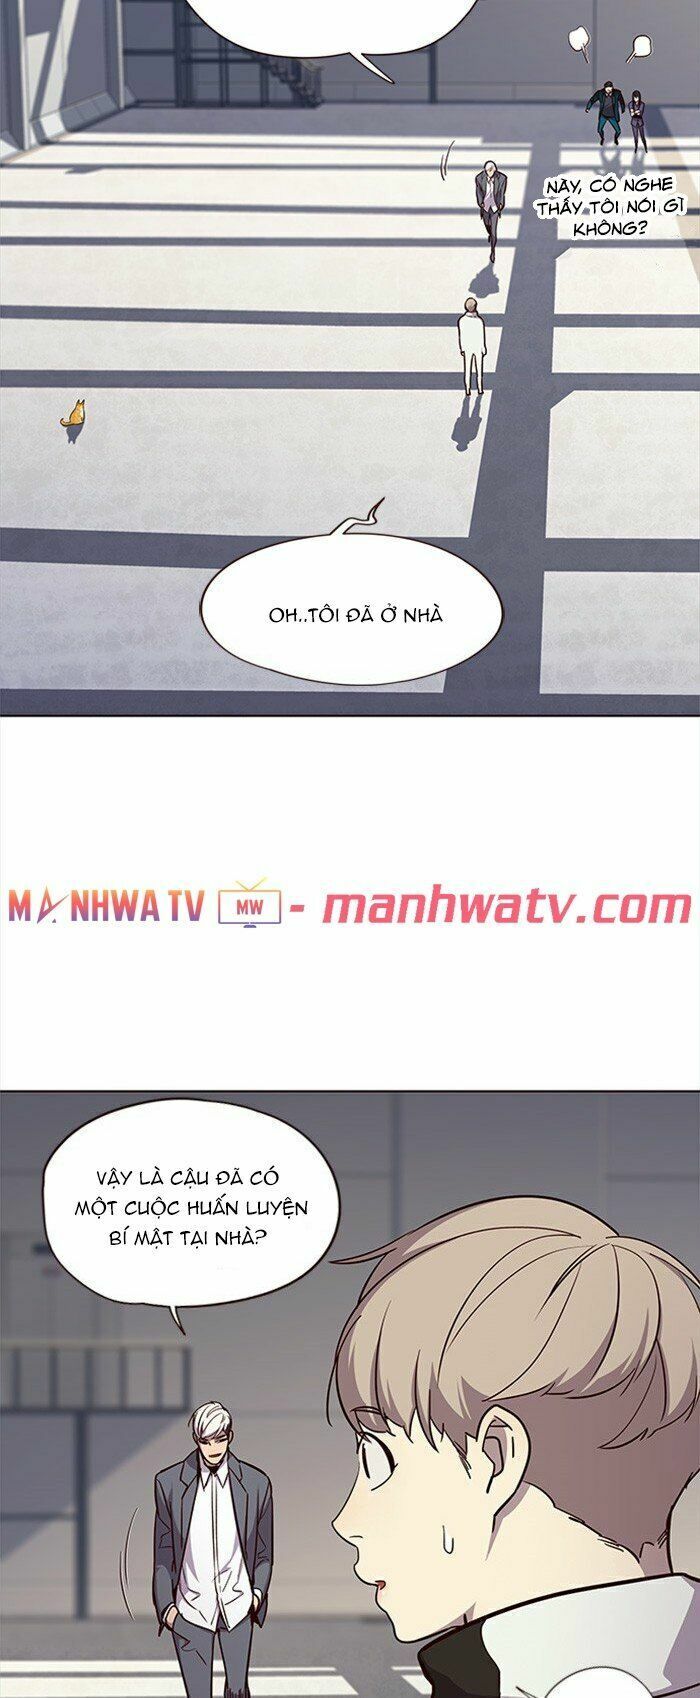 NÀY, CÓ NGHE
THẤY TÔI NÓI GÌ
KHÔNG?
OH..TÔI ĐÃ Ở NHÀ
MANHWA TV MW - manhwatv.com
VẬY LÀ CẬU ĐÃ CÓ
MỘT CUỘC HUẤN LUYỆN
BÍ MẬT TẠI NHÀ?